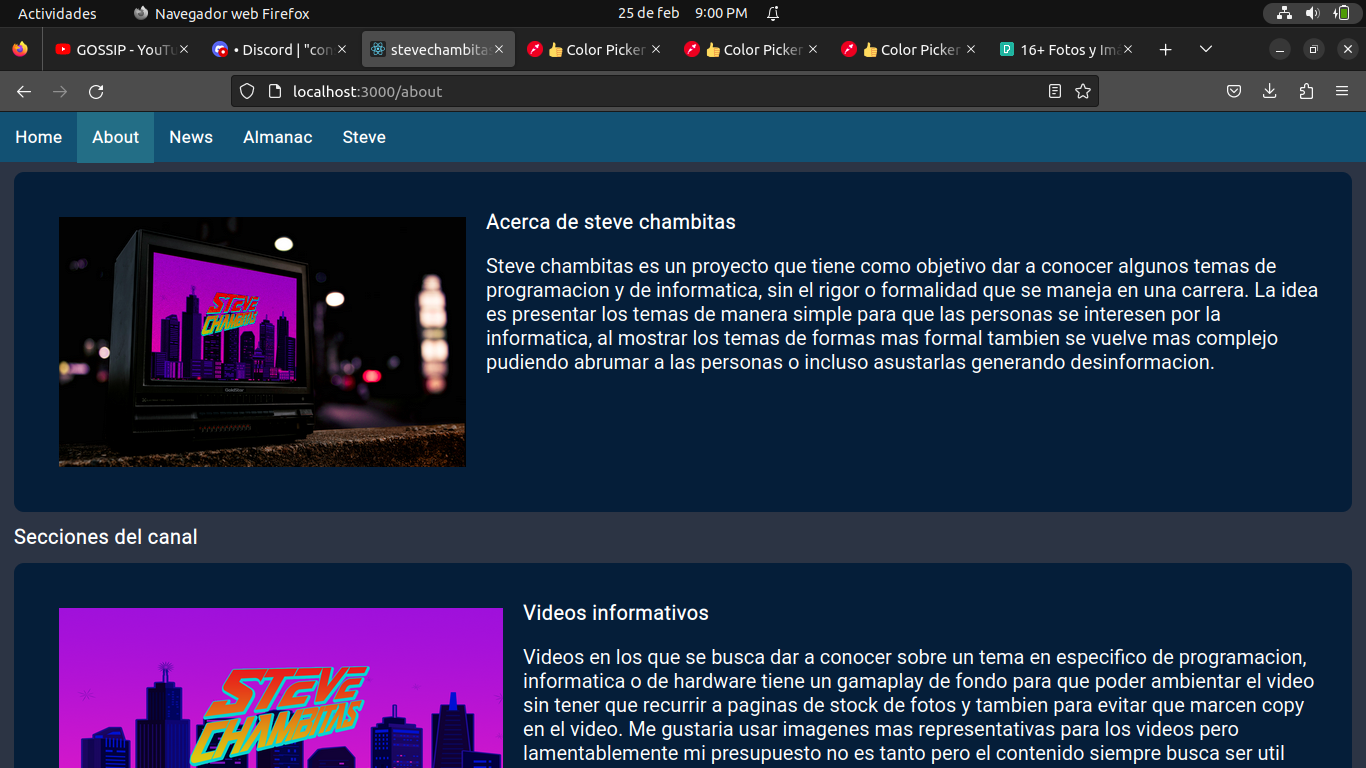 Actividades Navegador web Firefox 25 de feb 9:00 PM
GOSSIP - YouTu • Discord | "con stevechambitas 👍 Color Picker 👍 Color Picker 👍 Color Picker 16+ Fotos y Imá
localhost:3000/about
Home About News Almanac Steve
STEVE
CHAMBITAS
Acerca de steve chambitas
Steve chambitas es un proyecto que tiene como objetivo dar a conocer algunos temas de
programacion y de informatica, sin el rigor o formalidad que se maneja en una carrera. La idea
es presentar los temas de manera simple para que las personas se interesen por la
informatica, al mostrar los temas de formas mas formal tambien se vuelve mas complejo
pudiendo abrumar a las personas o incluso asustarlas generando desinformacion.
Secciones del canal
STEVE
CHAMBITAS
Videos informativos
Videos en los que se busca dar a conocer sobre un tema en especifico de programacion,
informatica o de hardware tiene un gamaplay de fondo para que poder ambientar el video
sin tener que recurrir a paginas de stock de fotos y tambien para evitar que marcen copy
en el video. Me gustaria usar imagenes mas representativas para los videos pero
lamentablemente mi presupuesto no es tanto pero el contenido siempre busca ser util